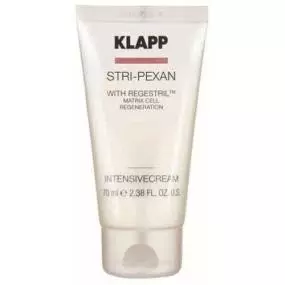 KLAPP
STRI-PEXAN
WITH REGESTRIL™
MATRIX CELL
REGENERATION
INTENSIVECREAM
70 ml ℮ 2.38 FL. OZ. U.S.